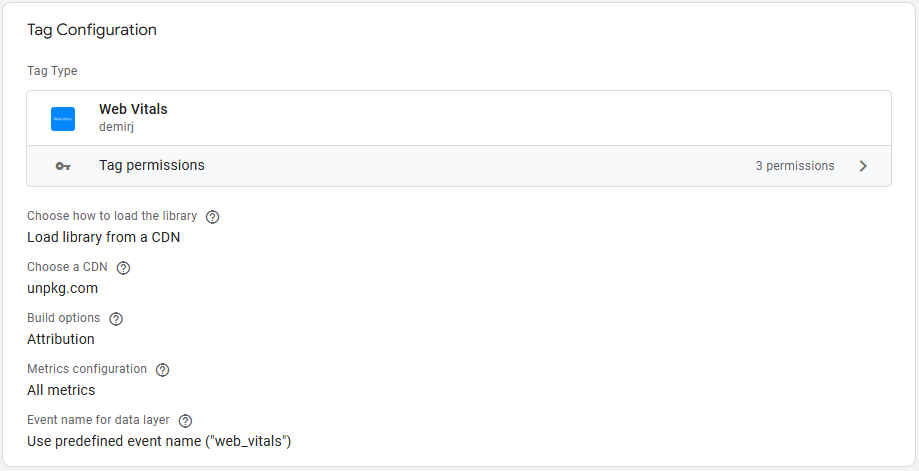 Tag Configuration
Tag Type
Web Vitals
demirj
Tag permissions
3 permissions
Choose how to load the library
Load library from a CDN
Choose a CDN
unpkg.com
Build options
Attribution
Metrics configuration
All metrics
Event name for data layer
Use predefined event name ("web_vitals")